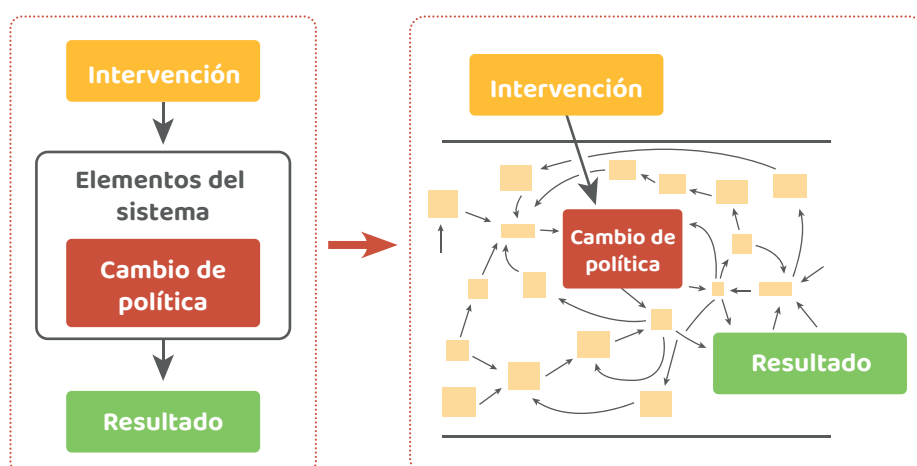 Intervención
Elementos del
sistema
Cambio de
política
Resultado
Intervención
Cambio de
política
Resultado